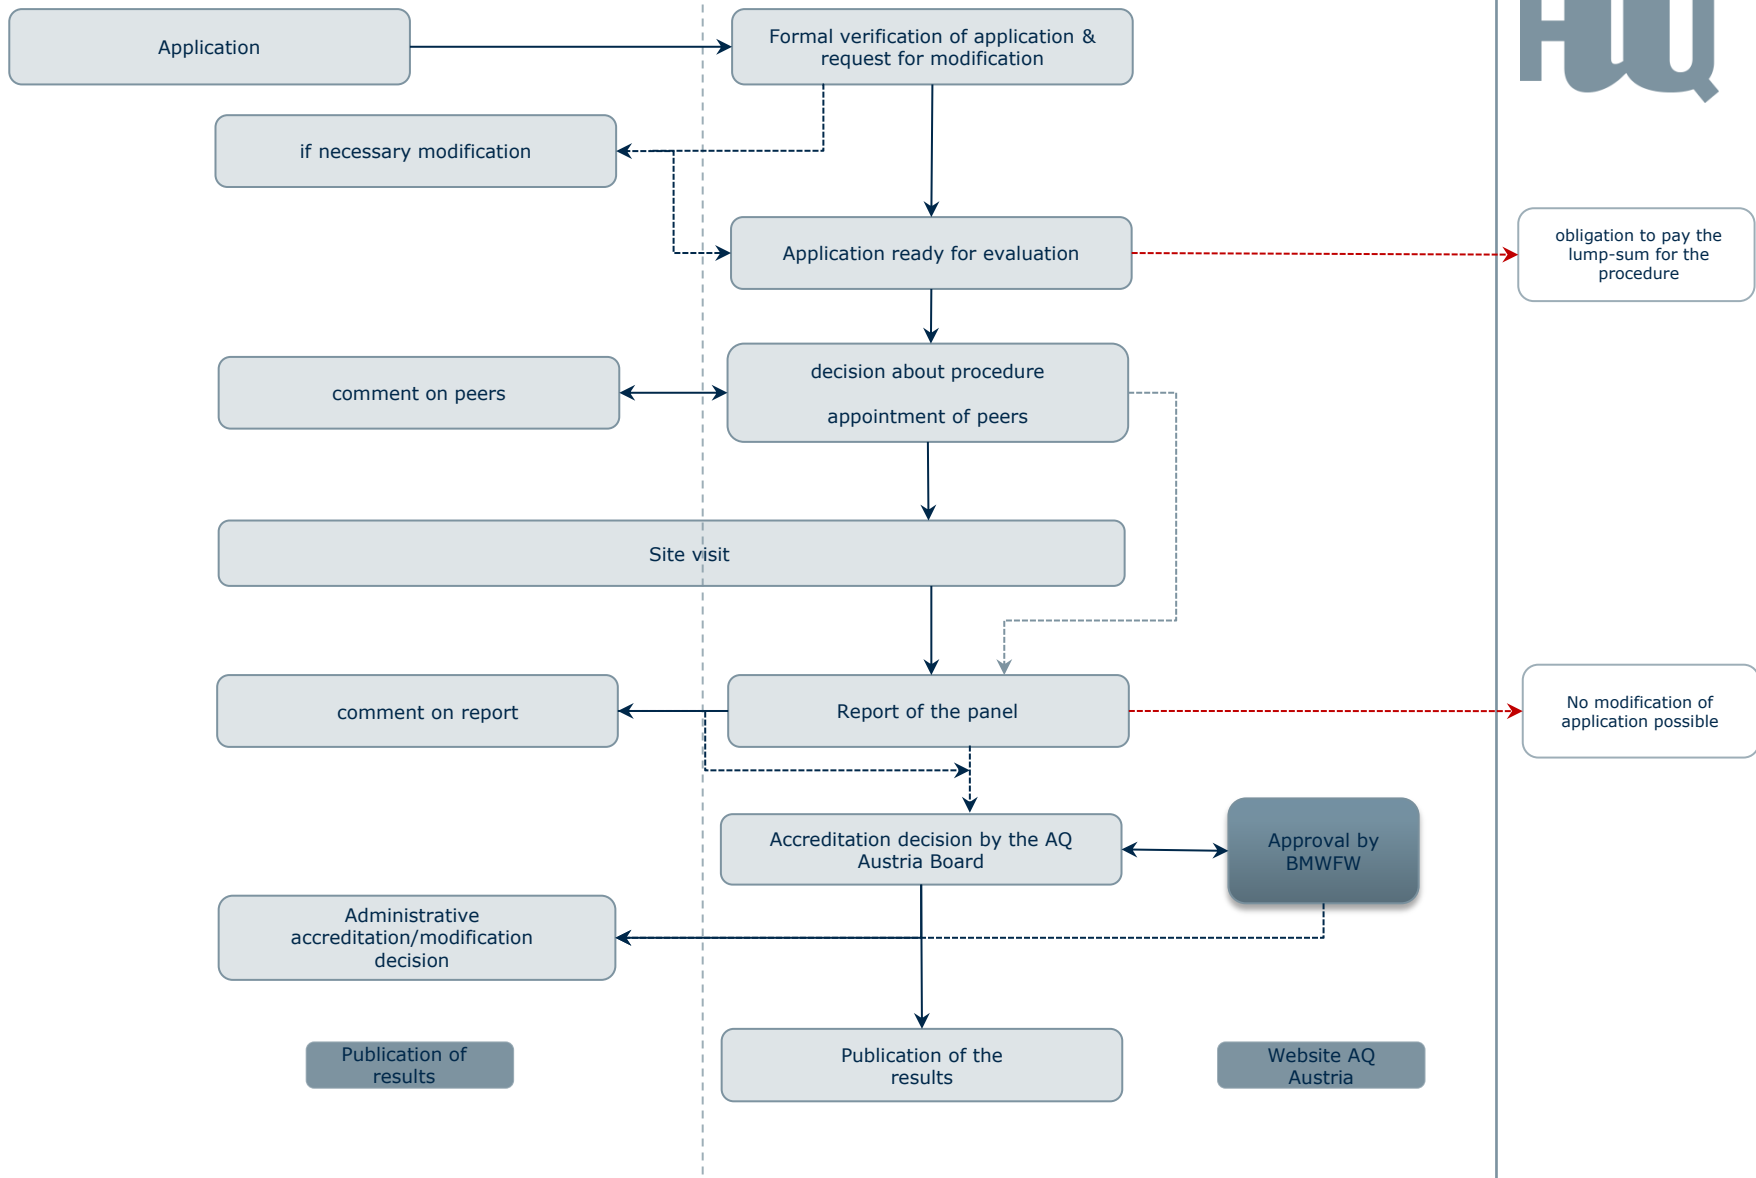 Application
Formal verification of application &
request for modification
if necessary modification
Application ready for evaluation
obligation to pay the
lump-sum for the
procedure
comment on peers
decision about procedure
appointment of peers
Site visit
comment on report
Report of the panel
No modification of
application possible
Accreditation decision by the AQ
Austria Board
Approval by
BMWFW
Administrative
accreditation/modification
decision
Publication of
results
Publication of the
results
Website AQ
Austria